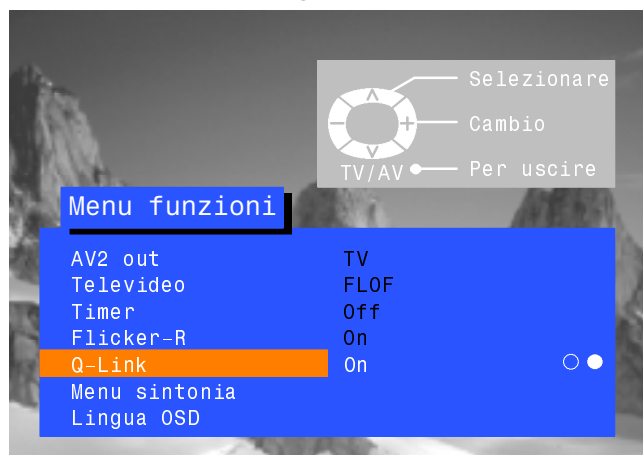 Selezionare
Cambio
TV/AV Per uscire
Menu funzioni
AV2 out TV
Televideo FLOF
Timer Off
Flicker-R On
Q-Link On
Menu sintonia
Lingua OSD